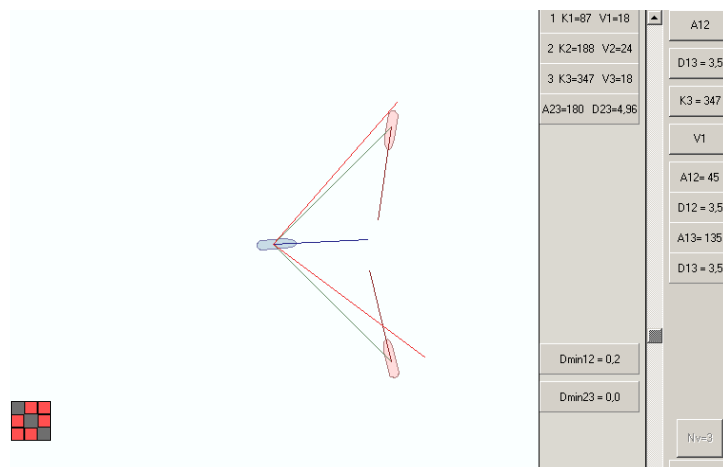 1 K1=87 V1=18
2 K2=188 V2=24
3 K3=347 V3=18
A23=180 D23=4,96
Dmin12 = 0,2
Dmin23 = 0,0
A12
D13 = 3,5
K3 = 347
V1
A12= 45
D12 = 3,5
A13= 135
D13 = 3,5
Nv=3